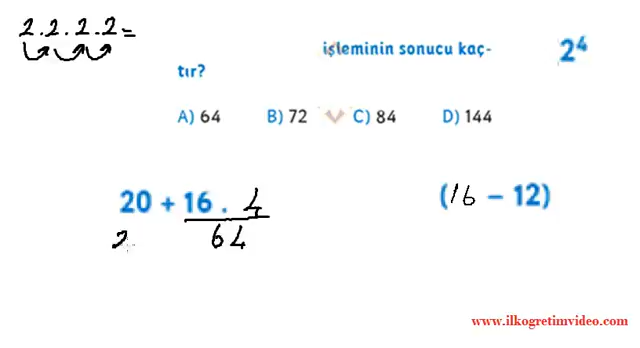 2.2.2.2=
işleminin sonucu kaç- 2⁴
tır?
A) 64 B) 72 C) 84 D) 144
20 + 16 . 4 (16 - 12)
2 64
www.ilkogretimvideo.com